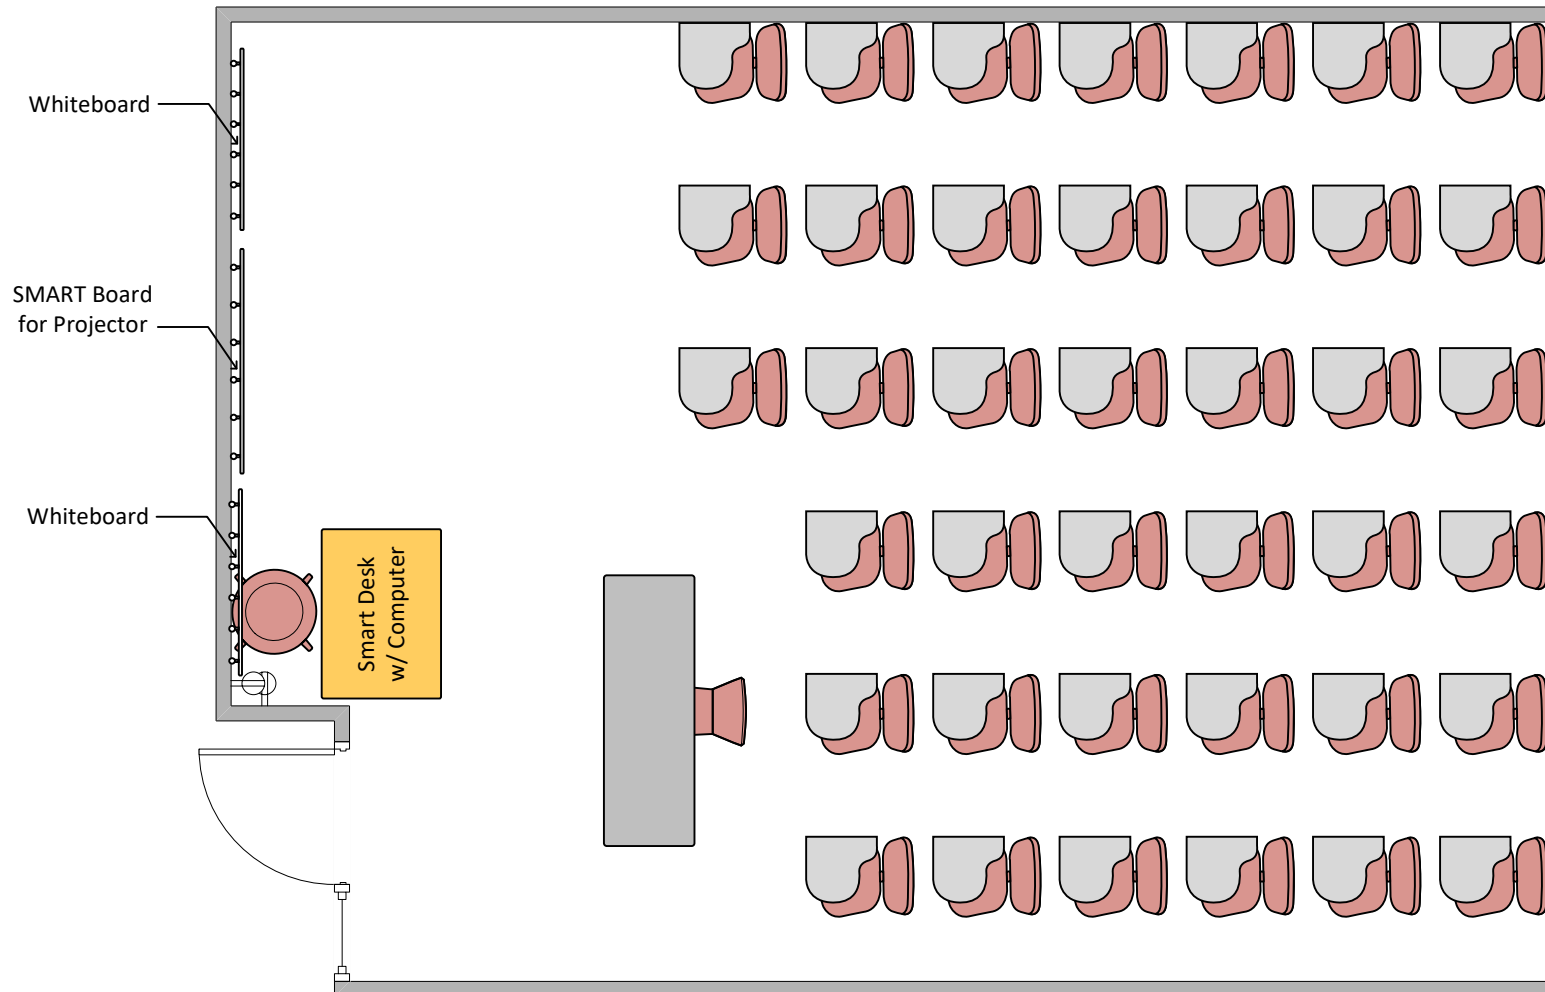 Whiteboard
SMART Board
for Projector
Whiteboard
Smart Desk
w/ Computer